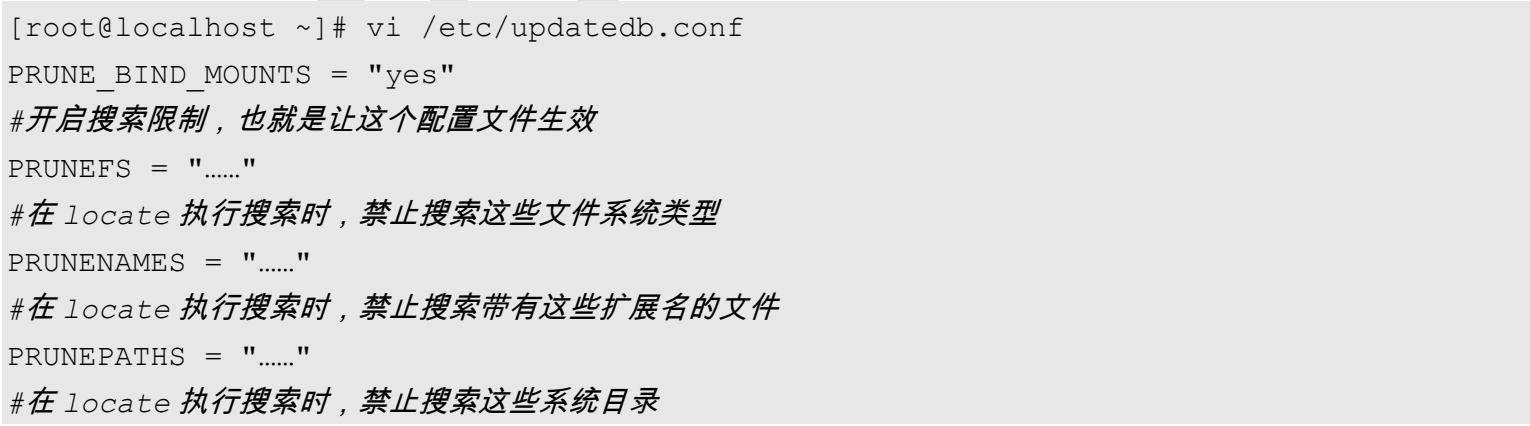 [root@localhost ~]# vi /etc/updatedb.conf
PRUNE_BIND_MOUNTS = "yes"
#开启搜索限制，也就是让这个配置文件生效
PRUNEFS = "……"
#在 locate 执行搜索时，禁止搜索这些文件系统类型
PRUNENAMES = "……"
#在 locate 执行搜索时，禁止搜索带有这些扩展名的文件
PRUNEPATHS = "……"
#在 locate 执行搜索时，禁止搜索这些系统目录